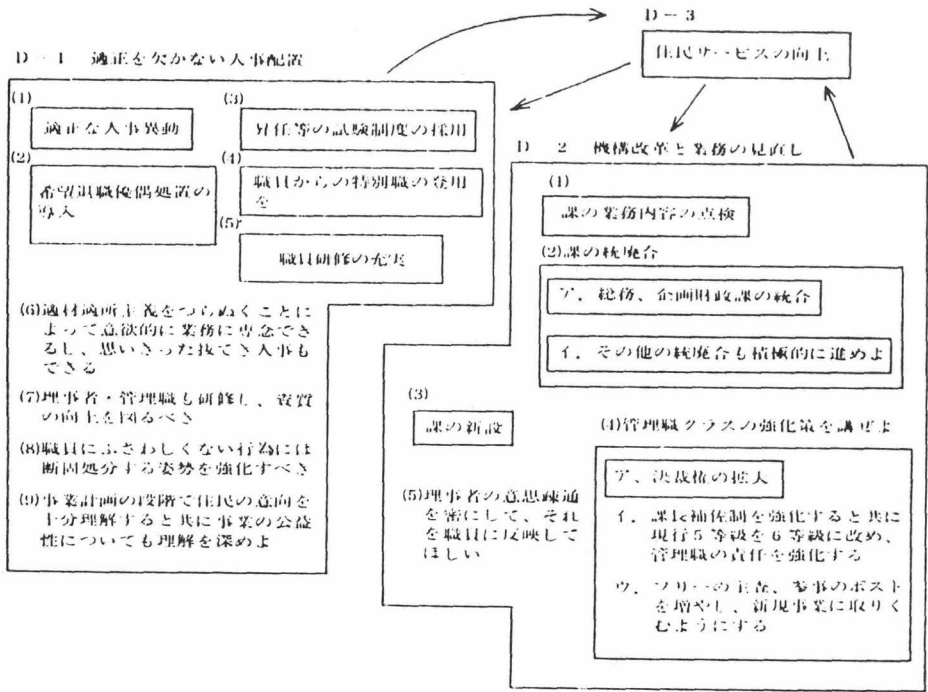 D－3
住民サービスの向上
D－1　適正を欠かない人事配置
(1)
適正な人事異動
(2)
希望退職優偶処置の
導入
(3)
昇任等の試験制度の採用
(4)
職員からの特別職の登用
を
(5)
職員研修の充実
(6)適材適所主義をつらぬくことに
よって意欲的に業務に専念でき
るし、思いきった抜てき人事も
できる
(7)理事者・管理職も研修し、資質
の向上を図るべき
(8)職員にふさわしくない行為には
断固処分する姿勢を強化すべき
(9)事業計画の段階で住民の意向を
十分理解すると共に事業の公益
性についても理解を深めよ
D　2　機構改革と業務の見直し
(1)
課の業務内容の点検
(2)課の統廃合
ア．総務、企画財政課の統合
イ．その他の統廃合も積極的に進めよ
(3)
課の新設
(4)管理職クラスの強化策を講ぜよ
ア、決裁権の拡大
イ．課長補佐制を強化すると共に
現行5等級を6等級に改め、
管理職の責任を強化する
ウ．フリーの主査、参事のポスト
を増やし、新規事業に取りく
むようにする
(5)理事者の意思疎通
を密にして、それ
を職員に反映して
ほしい